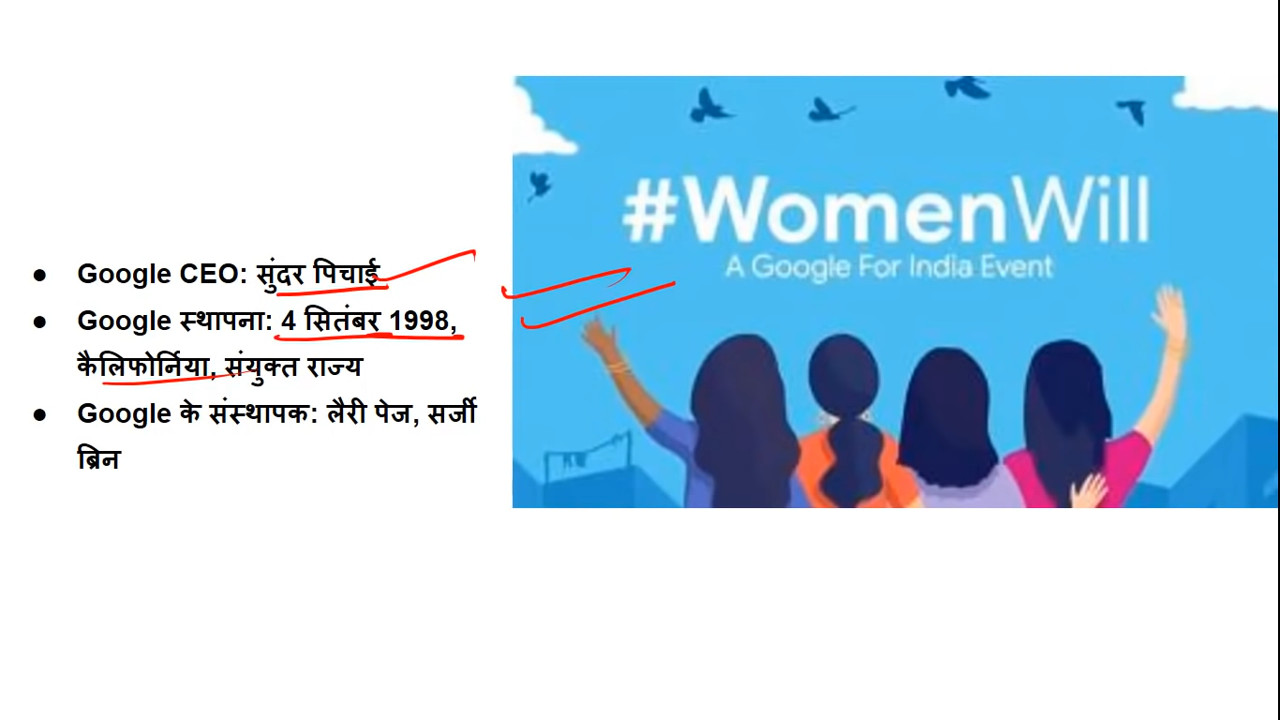 ● Google CEO: सुंदर पिचाई
● Google स्थापना: 4 सितंबर 1998,
कैलिफोर्निया, संयुक्त राज्य
● Google के संस्थापक: लैरी पेज, सर्जी
ब्रिन
#WomenWill
A Google For India Event